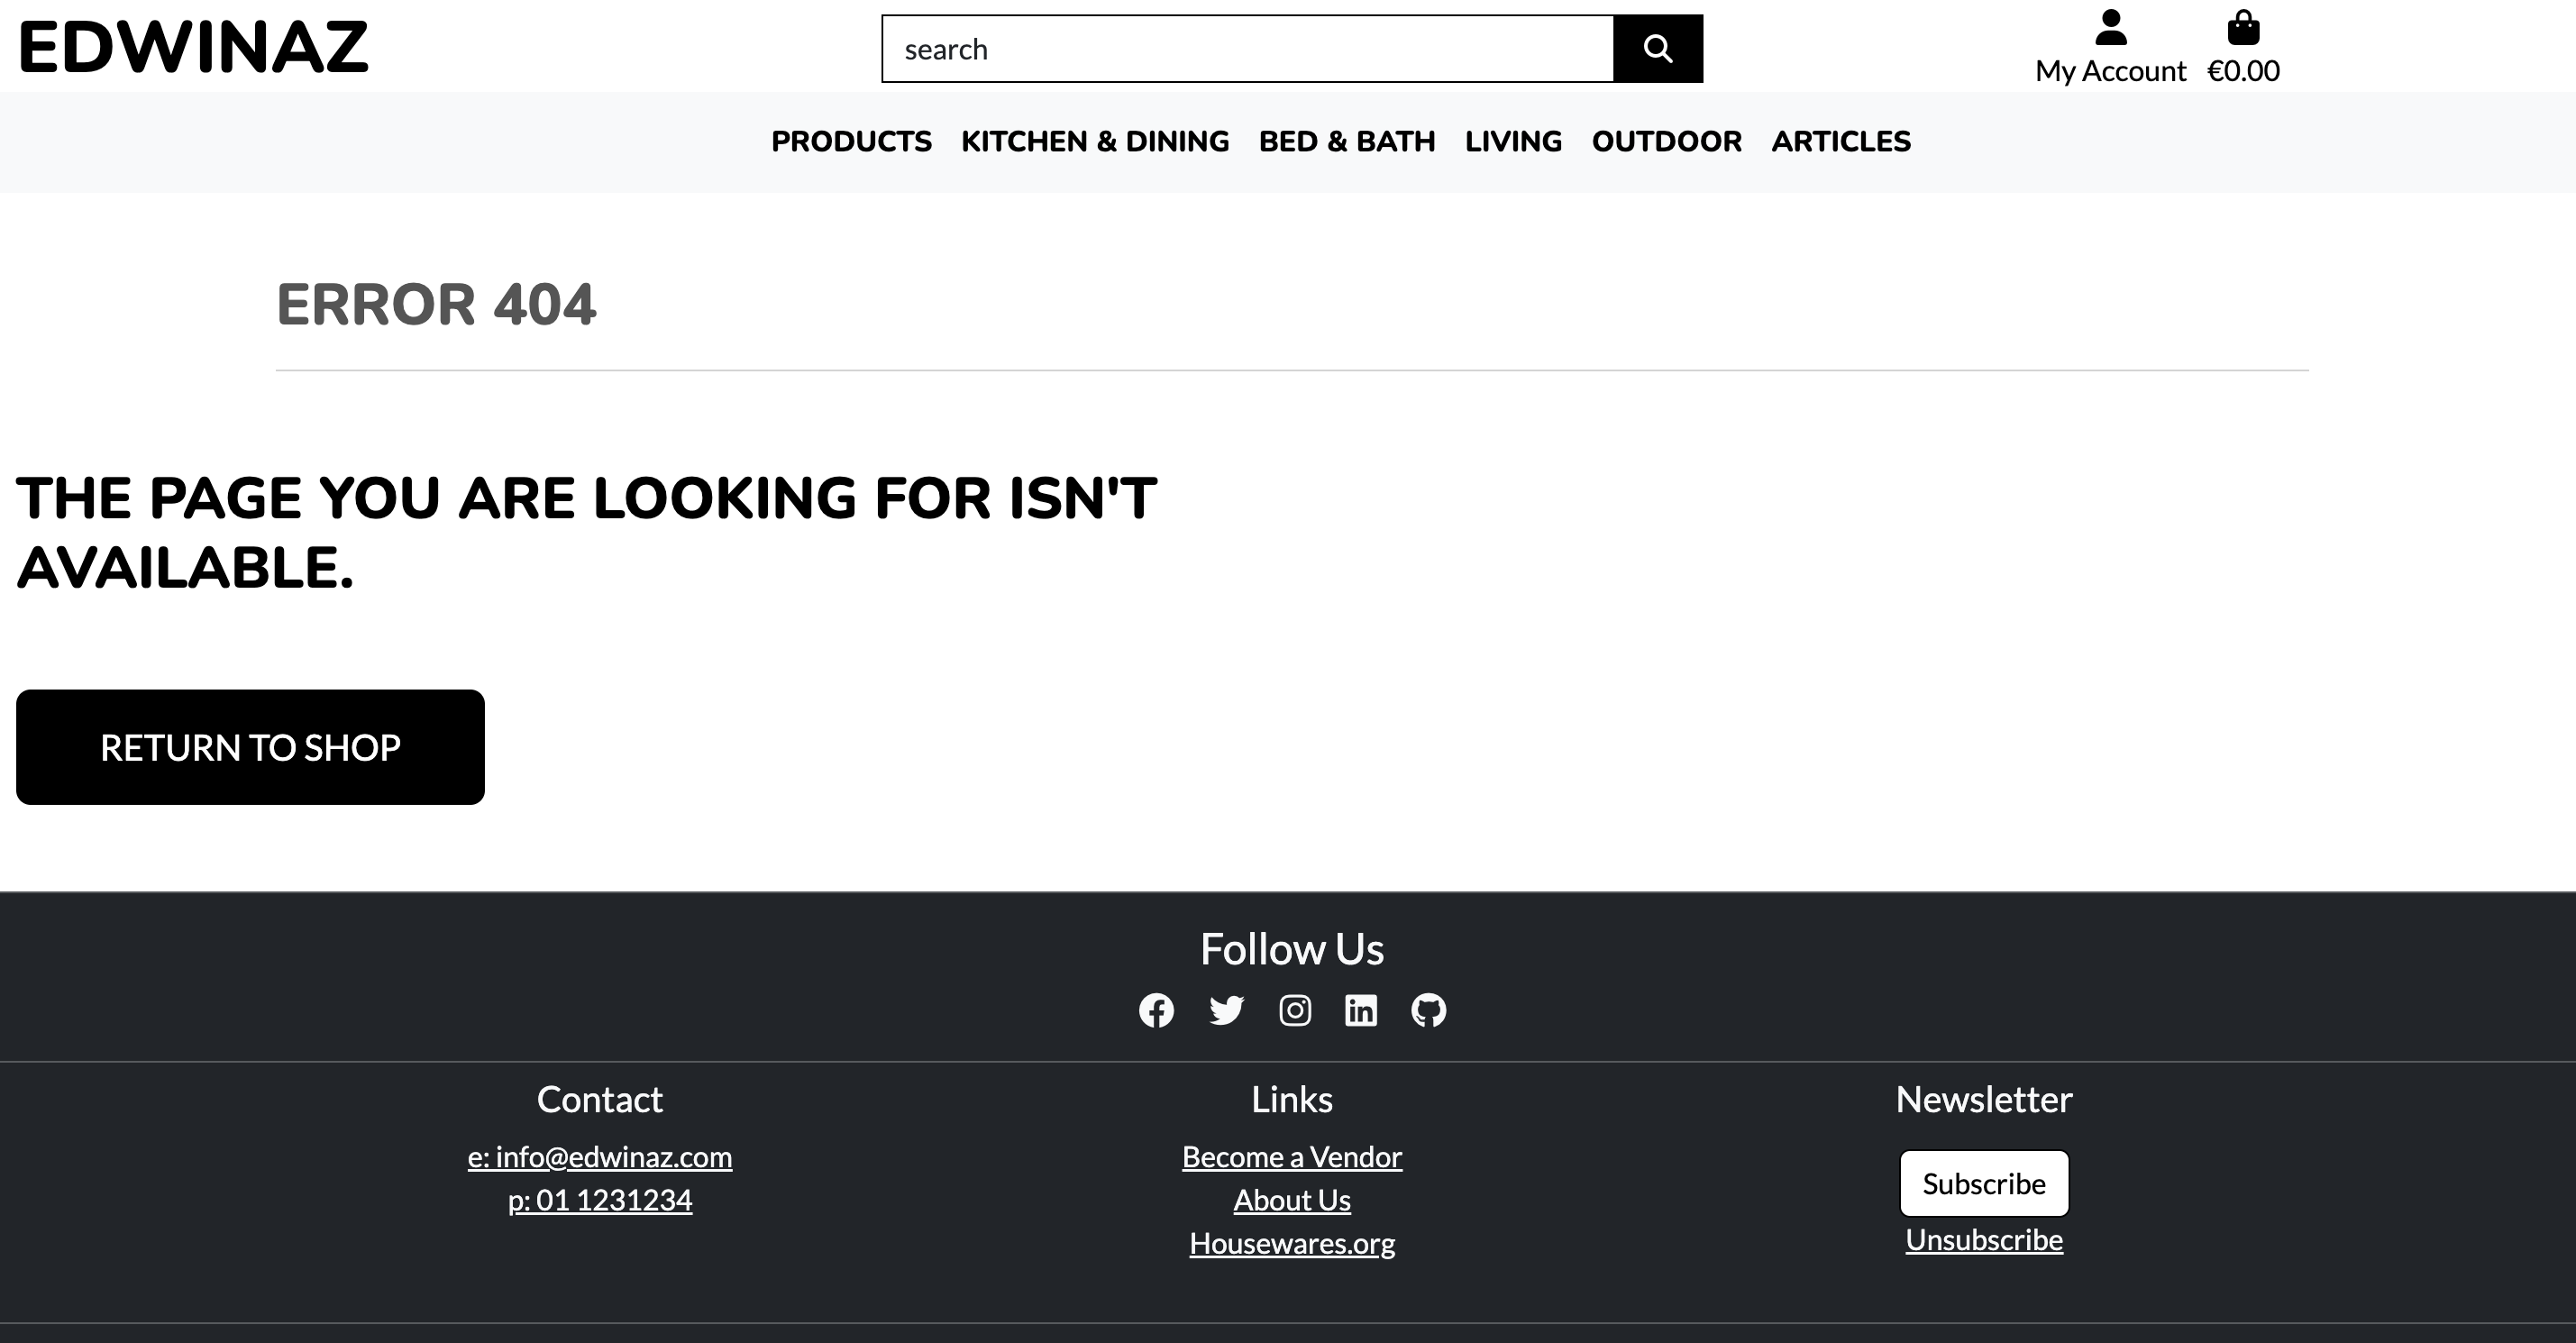 EDWINAZ
search
My Account €0.00
PRODUCTS KITCHEN & DINING BED & BATH LIVING OUTDOOR ARTICLES
ERROR 404
THE PAGE YOU ARE LOOKING FOR ISN'T
AVAILABLE.
RETURN TO SHOP
Follow Us
Contact
e: info@edwinaz.com
p: 01 1231234
Links
Become a Vendor
About Us
Housewares.org
Newsletter
Subscribe
Unsubscribe